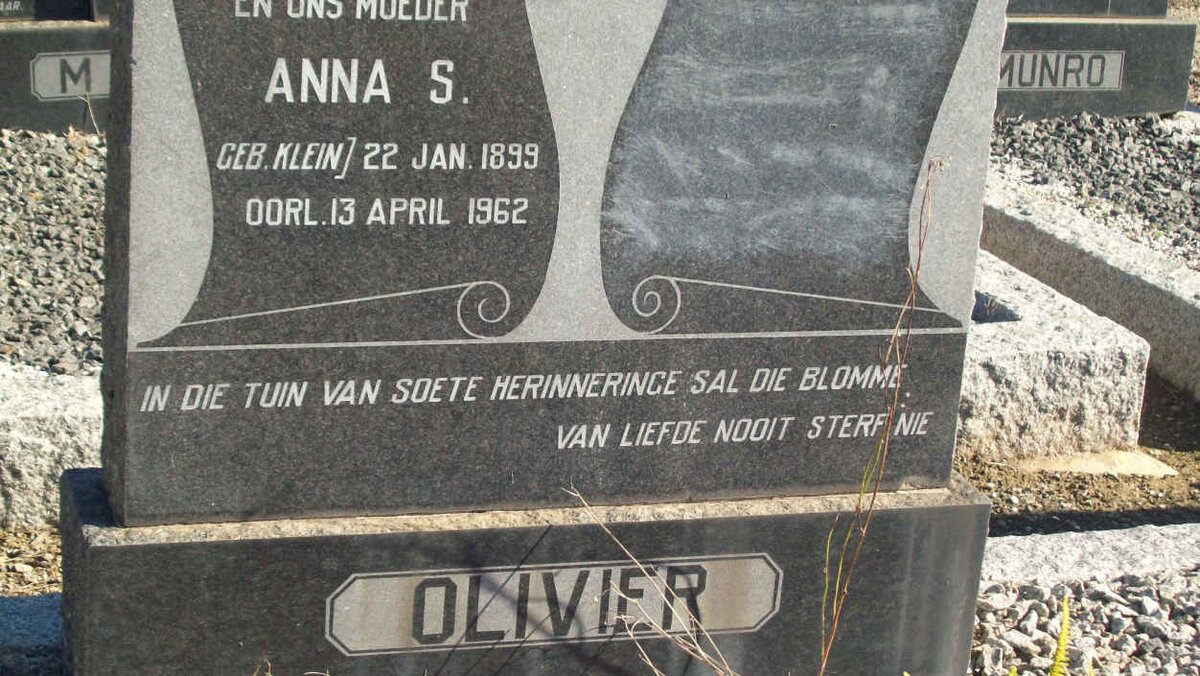 EN ONS MOEDER
ANNA S.
GEB. KLEIN] 22 JAN. 1899
OORL. 13 APRIL 1962
IN DIE TUIN VAN SOETE HERINNERINGE SAL DIE BLOMME
VAN LIEFDE NOOIT STERF NIE
OLIVIER
M
MUNRO